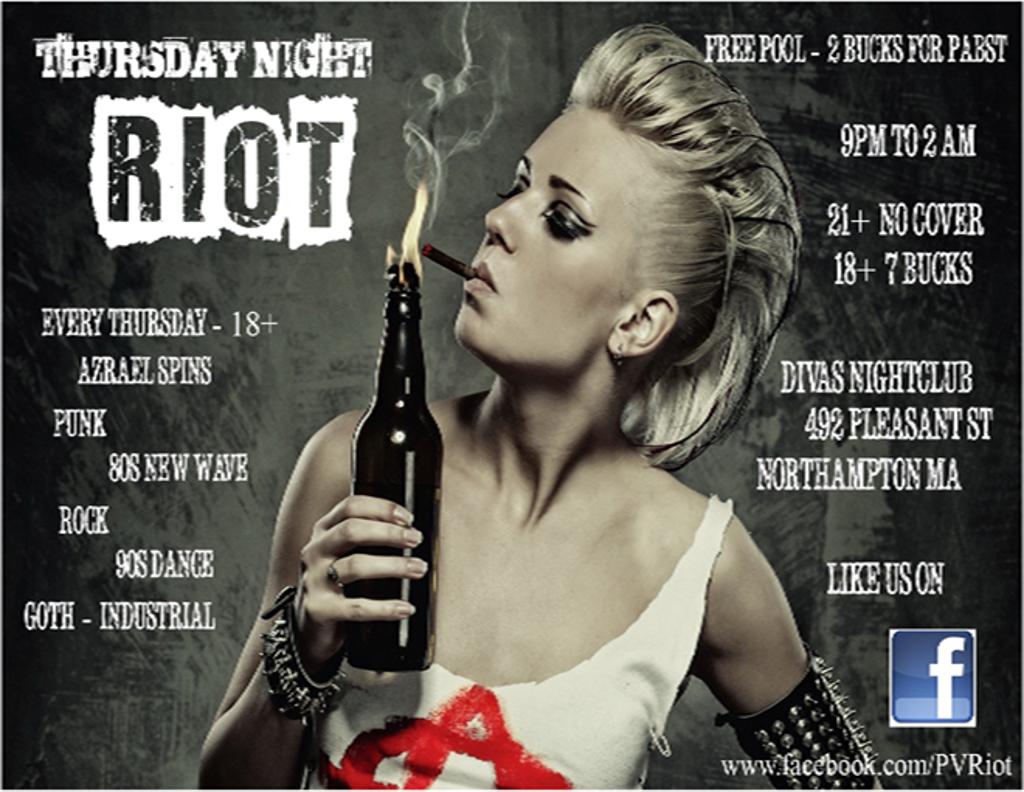 THURSDAY NIGHT
RIOT
EVERY THURSDAY - 18+
AZRAEL SPINS
PUNK
80S NEW WAVE
ROCK
90S DANCE
GOTH - INDUSTRIAL
FREE POOL - 2 BUCKS FOR PABST
9PM TO 2 AM
21+ NO COVER
18+ 7 BUCKS
DIVAS NIGHTCLUB
492 PLEASANT ST
NORTHAMPTON MA
LIKE US ON
f
www.facebook.com/PVRiot